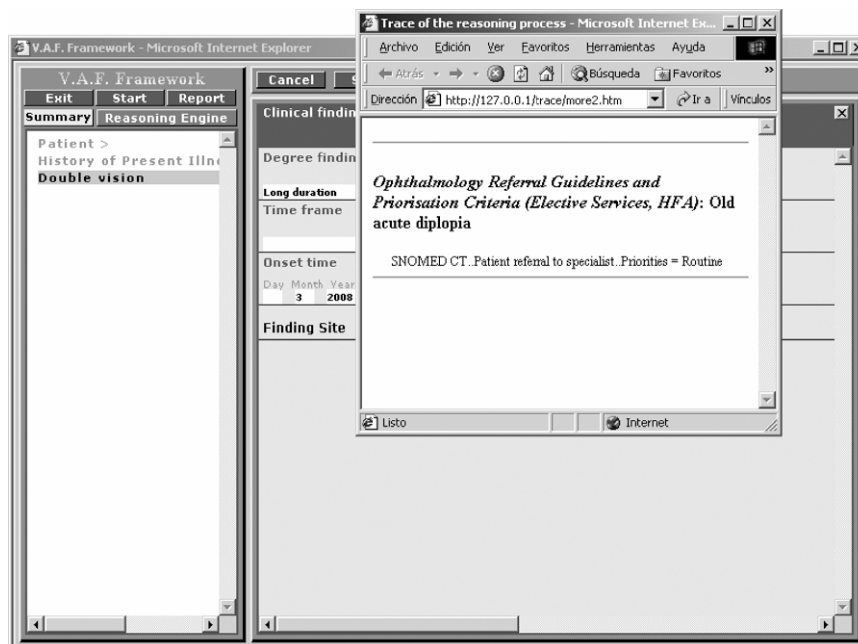 V.A.F. Framework - Microsoft Internet Explorer
V.A.F. Framework
Exit Start Report
Summary Reasoning Engine
Patient >
History of Present Illn
Double vision
Cancel S
Clinical findin
Degree findin
Long duration
Time frame
Onset time
Day Month Year
3 2008
Finding Site
Trace of the reasoning process - Microsoft Internet Ex...
Archivo Edición Ver Favoritos Herramientas Ayuda
Atrás Búsqueda Favoritos »
Dirección http://127.0.0.1/trace/more2.htm Ir a Vínculos
Ophthalmology Referral Guidelines and
Priorisation Criteria (Elective Services, HFA): Old
acute diplopia
SNOMED CT..Patient referral to specialist..Priorities = Routine
Listo Internet